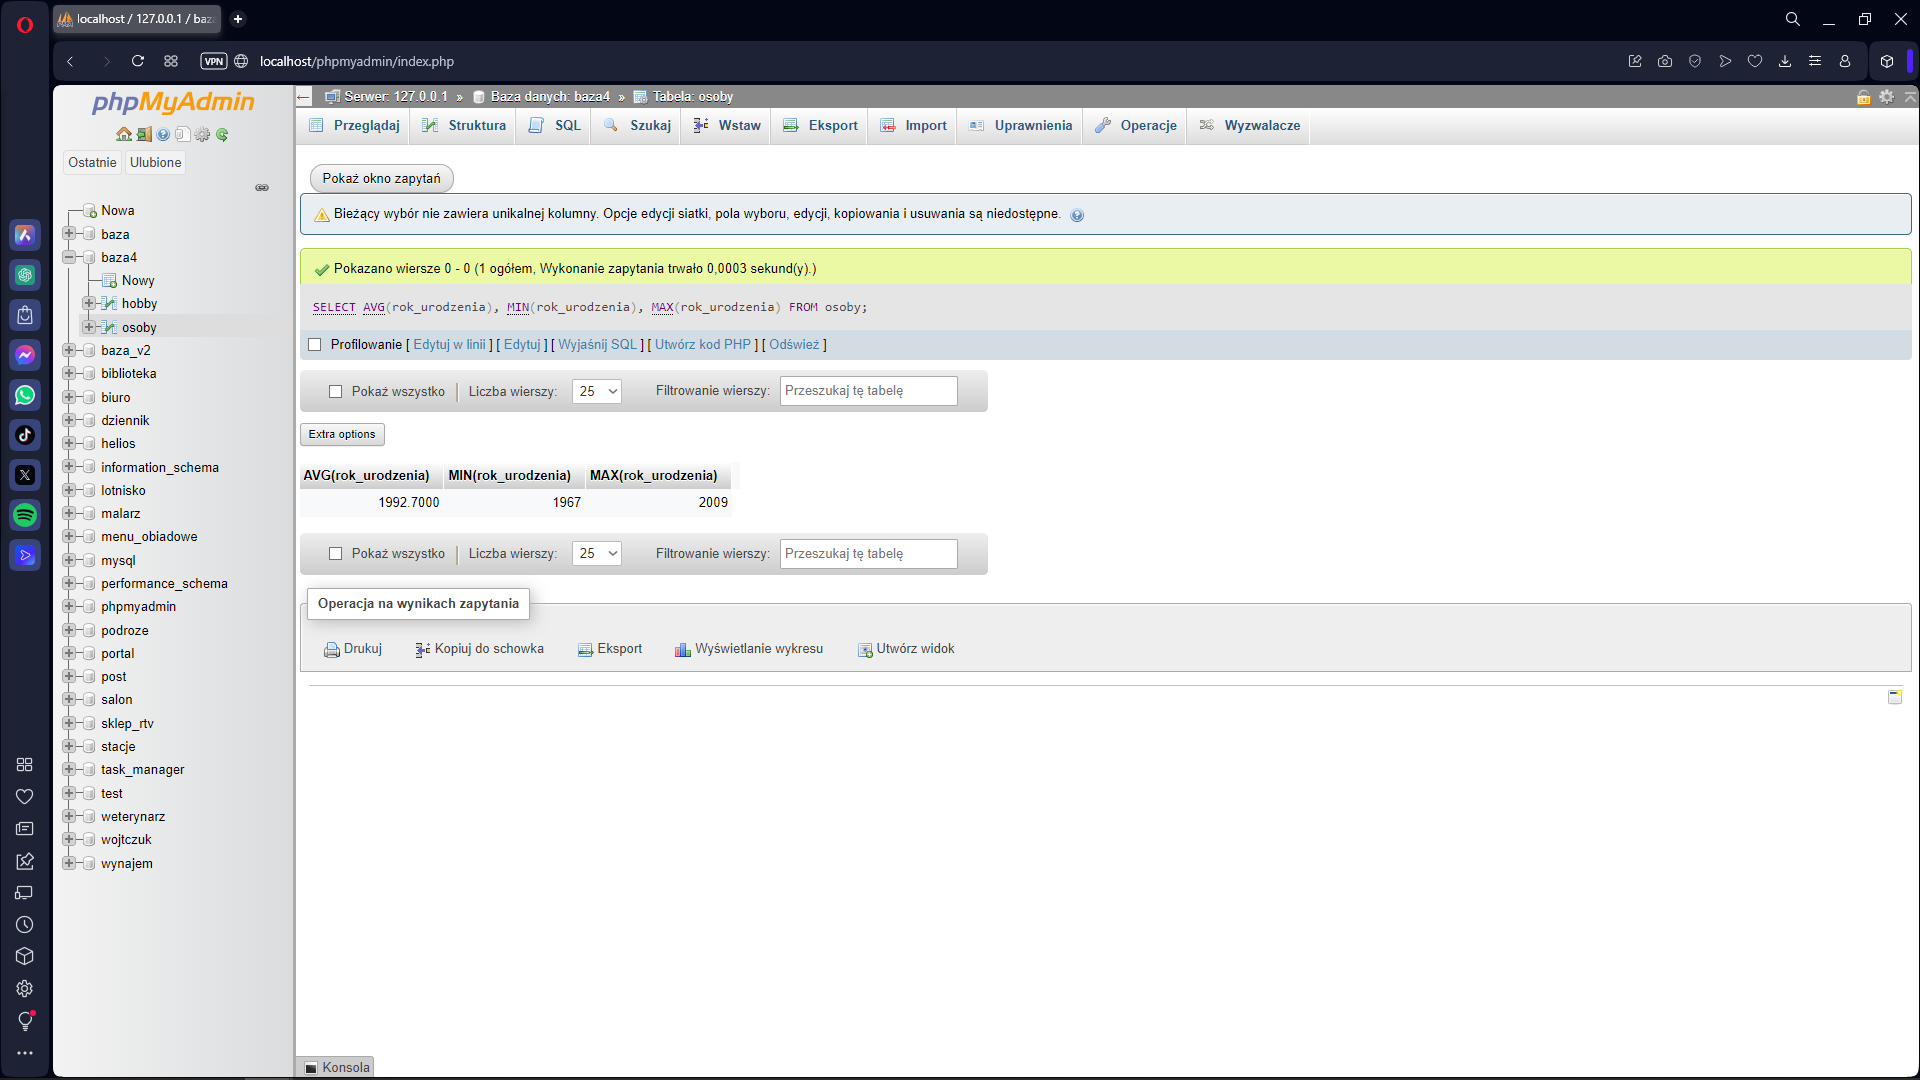 localhost / 127.0.0.1 / baz
VPN
localhost/phpmyadmin/index.php
phpMyAdmin
Ostatnie
Ulubione
Nowa
baza
baza4
Nowy
hobby
osoby
baza_v2
biblioteka
biuro
dziennik
helios
information_schema
lotnisko
malarz
menu_obiadowe
mysql
performance_schema
phpmyadmin
podroze
portal
post
salon
sklep_rtv
stacje
task_manager
test
weterynarz
wojtczuk
wynajem
Serwer: 127.0.0.1 » Baza danych: baza4 » Tabela: osoby
Przeglądaj Struktura SQL Szukaj Wstaw Eksport Import Uprawnienia Operacje Wyzwalacze
Pokaż okno zapytań
Bieżący wybór nie zawiera unikalnej kolumny. Opcje edycji siatki, pola wyboru, edycji, kopiowania i usuwania są niedostępne.
Pokazano wiersze 0 - 0 (1 ogółem, Wykonanie zapytania trwało 0,0003 sekund(y).)
SELECT AVG(rok_urodzenia), MIN(rok_urodzenia), MAX(rok_urodzenia) FROM osoby;
Profilowanie [ Edytuj w linii ] [ Edytuj ] [ Wyjaśnij SQL ] [ Utwórz kod PHP ] [ Odśwież ]
Pokaż wszystko | Liczba wierszy: 25 Filtrowanie wierszy: Przeszukaj tę tabelę
Extra options
AVG(rok_urodzenia) MIN(rok_urodzenia) MAX(rok_urodzenia)
1992.7000 1967 2009
Pokaż wszystko | Liczba wierszy: 25 Filtrowanie wierszy: Przeszukaj tę tabelę
Operacja na wynikach zapytania
Drukuj Kopiuj do schowka Eksport Wyświetlanie wykresu Utwórz widok
Konsola